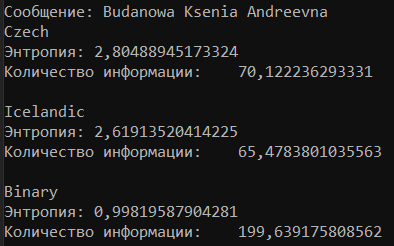 Сообщение: Budanowa Ksenia Andreevna
Czech
Энтропия: 2,80488945173324
Количество информации:    70,122236293331
Icelandic
Энтропия: 2,61913520414225
Количество информации:    65,4783801035563
Binary
Энтропия: 0,99819587904281
Количество информации:    199,639175808562